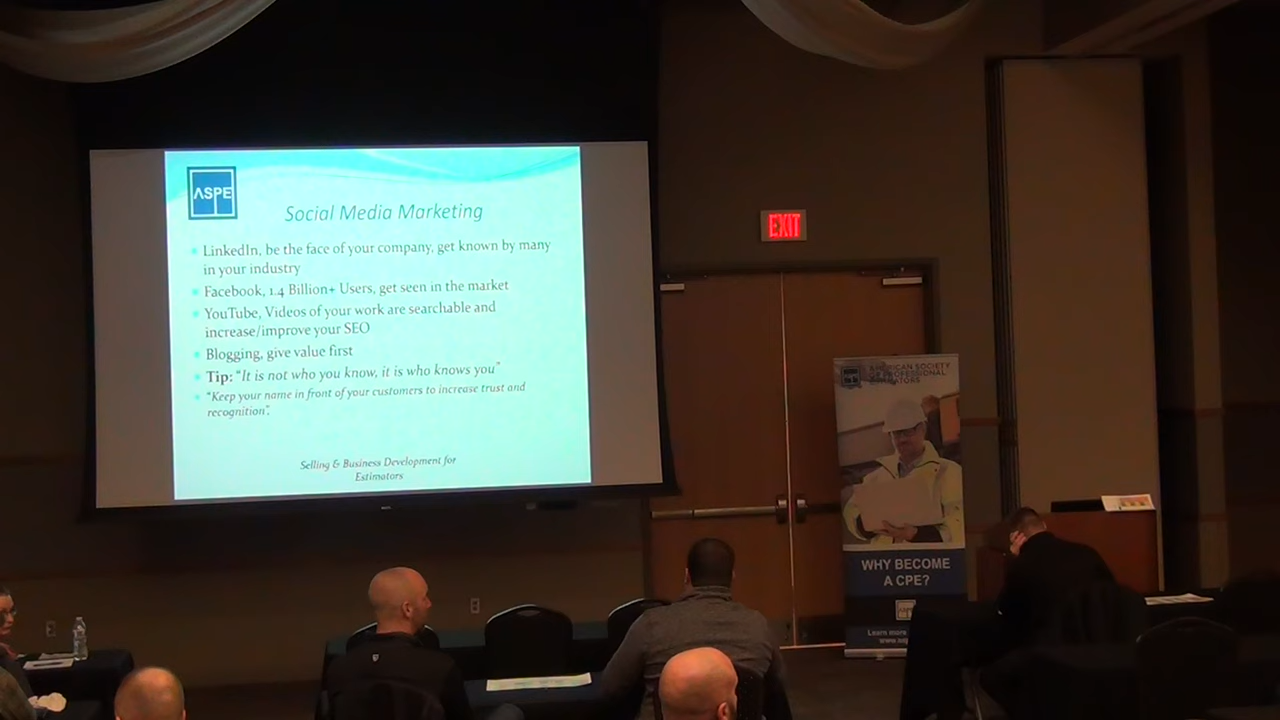 ASPE
Social Media Marketing
LinkedIn, be the face of your company, get known by many
in your industry
Facebook, 1.4 Billion+ Users, get seen in the market
YouTube, Videos of your work are searchable and
increase/improve your SEO
Blogging, give value first
Tip: "It is not who you know, it is who knows you"
"Keep your name in front of your customers to increase trust and
recognition".
Selling & Business Development for
Estimators
EXIT
AMERICAN SOCIETY
OF PROFESSIONAL
ESTIMATORS
WHY BECOME
A CPE?
Learn more
www.